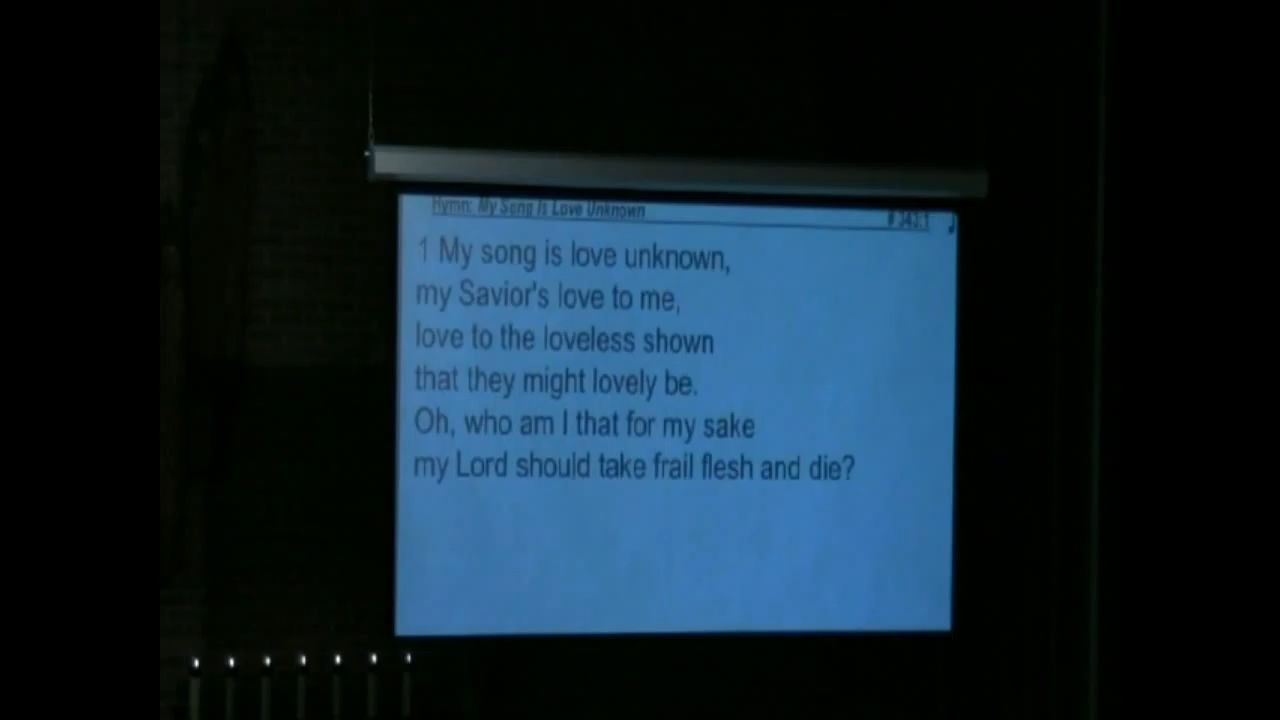 Hymn: My Song Is Love Unknown # 343:1
1 My song is love unknown,
my Savior's love to me,
love to the loveless shown
that they might lovely be.
Oh, who am I that for my sake
my Lord should take frail flesh and die?